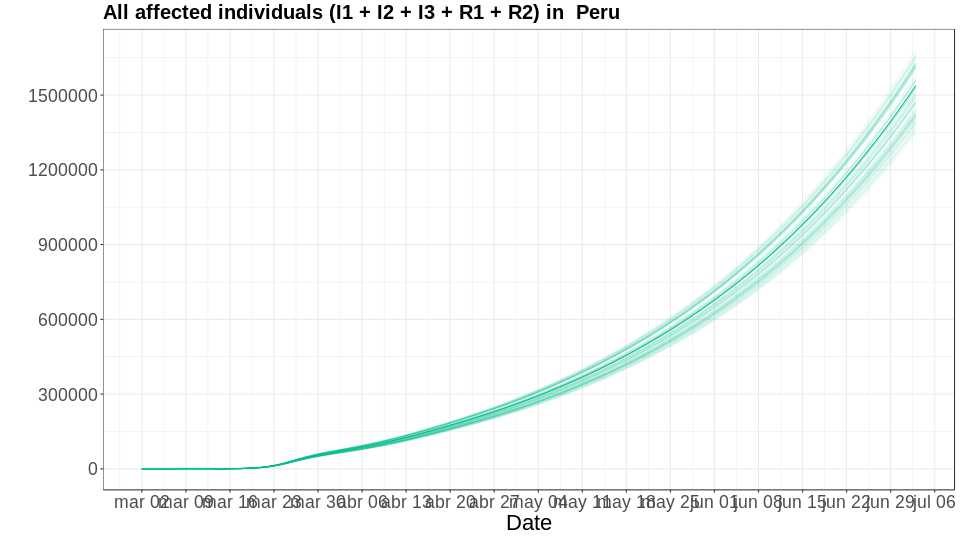 All affected individuals (I1 + I2 + I3 + R1 + R2) in  Peru
1500000
1200000
900000
600000
300000
0
mar 02 mar 09 mar 16 mar 23 mar 30 abr 06 abr 13 abr 20 abr 27 may 04 may 11 may 18 may 25 jun 01 jun 08 jun 15 jun 22 jun 29 jul 06
Date